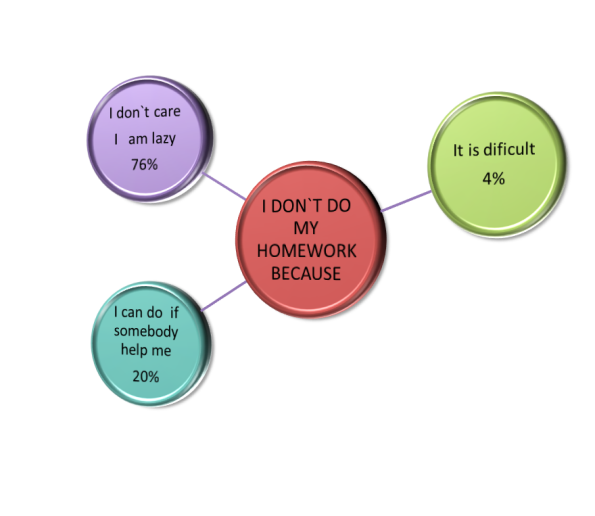 I don`t care
I am lazy
76%
It is dificult
4%
I DON`T DO
MY
HOMEWORK
BECAUSE
I can do if
somebody
help me
20%